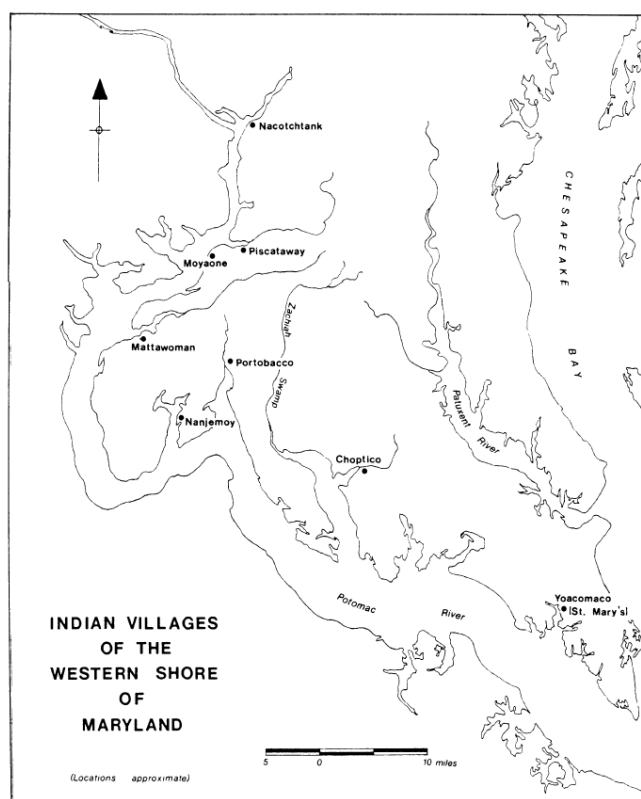 Nacotchtank
CHESAPEAKE
BAY
Piscataway
Moyaone
Zachiah
Swamp
Mattawoman
Portobacco
Patuxent
River
Nanjemoy
Choptico
Yoacomaco
(St. Mary's)
Potomac
River
INDIAN VILLAGES
OF THE
WESTERN SHORE
OF
MARYLAND
(Locations approximate)
5 0 10 miles